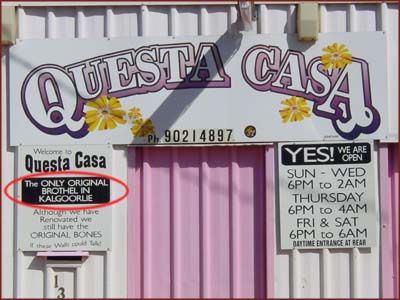 QUESTA CASA
Ph. 90214897
Welcome to
Questa Casa
The ONLY ORIGINAL
BROTHEL IN
KALGOORLIE
Although we have
Renovated we
still have the
ORIGINAL BONES
If these Walls could Talk!
13
YES! WE ARE
OPEN
SUN - WED
6PM to 2AM
THURSDAY
6PM to 4AM
FRI & SAT
6PM to 6AM
DAYTIME ENTRANCE AT REAR